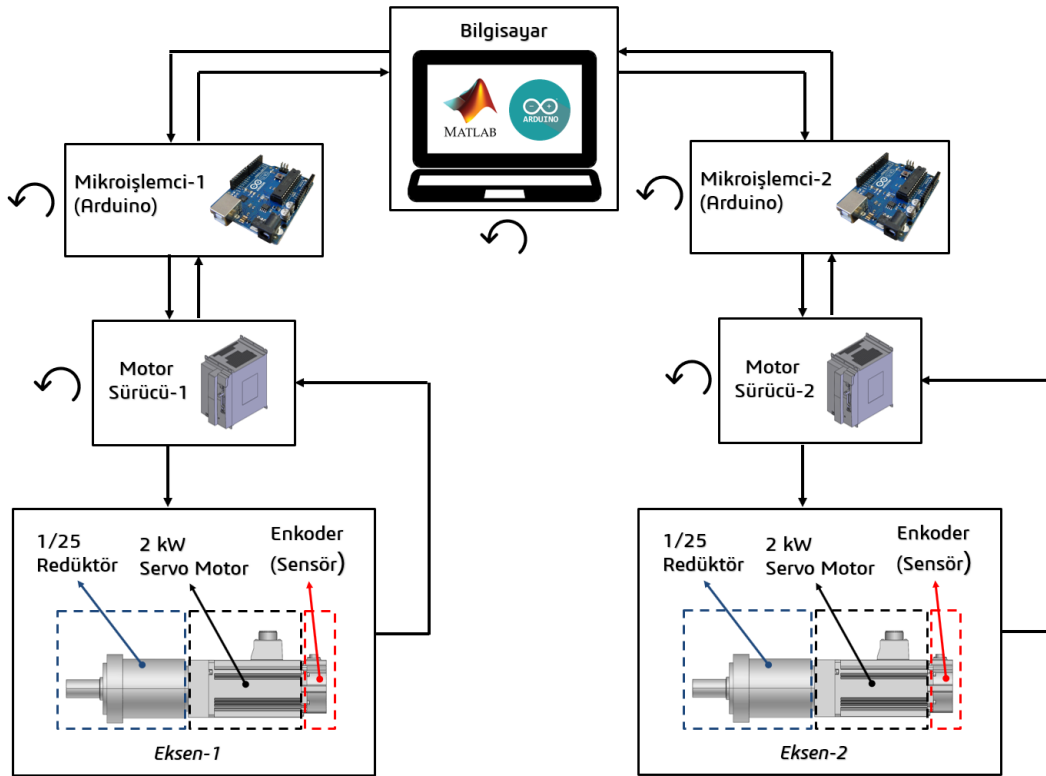 Bilgisayar
MATLAB
ARDUINO
Mikroişlemci-1
(Arduino)
Mikroişlemci-2
(Arduino)
Motor
Sürücü-1
Motor
Sürücü-2
1/25
Redüktör
2 kW
Servo Motor
Enkoder
(Sensör)
Eksen-1
1/25
Redüktör
2 kW
Servo Motor
Enkoder
(Sensör)
Eksen-2